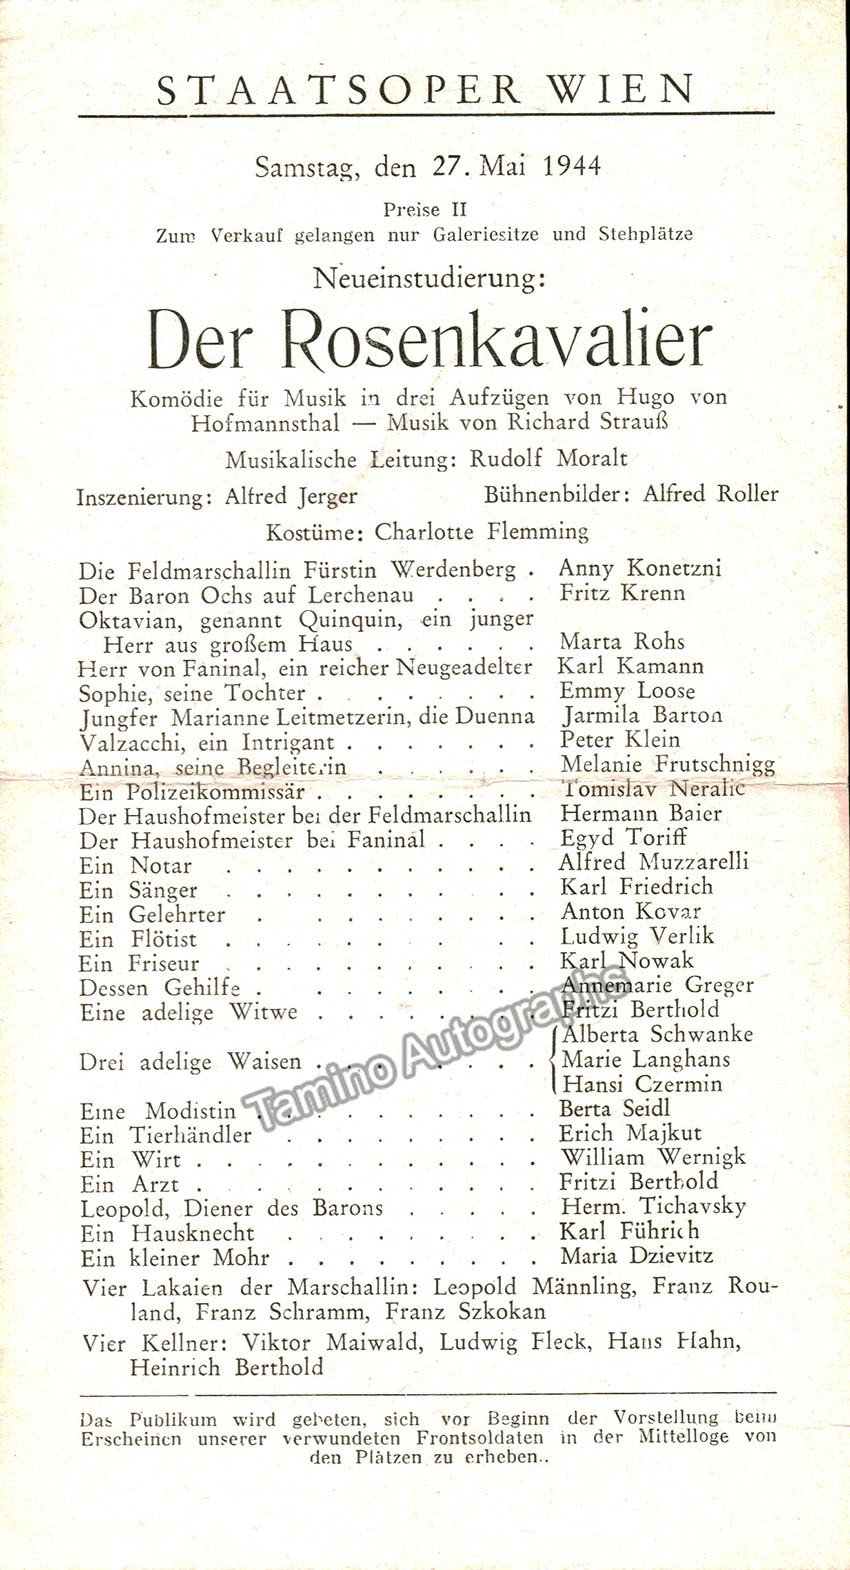 STAATSOPER WIEN
Samstag, den 27. Mai 1944
Preise II
Zum Verkauf gelangen nur Galeriesitze und Stehplätze
Neueinstudierung:
Der Rosenkavalier
Komödie für Musik in drei Aufzügen von Hugo von
Hofmannsthal — Musik von Richard Strauß
Musikalische Leitung: Rudolf Moralt
Inszenierung: Alfred Jerger Bühnenbilder: Alfred Roller
Kostüme: Charlotte Flemming
Die Feldmarschallin Fürstin Werdenberg . Anny Konetzni
Der Baron Ochs auf Lerchenau . . . . Fritz Krenn
Oktavian, genannt Quinquin, ein junger
Herr aus großem Haus . . . . . . Marta Rohs
Herr von Faninal, ein reicher Neugeadelter Karl Kamann
Sophie, seine Tochter . . . . . . . Emmy Loose
Jungfer Marianne Leitmetzerin, die Duenna Jarmila Barton
Valzacchi, ein Intrigant . . . . . . . Peter Klein
Annina, seine Begleiterin . . . . . . Melanie Frutschnigg
Ein Polizeikommissär . . . . . . . . Tomislav Neralic
Der Haushofmeister bei der Feldmarschallin Hermann Baier
Der Haushofmeister bei Faninal . . . . Egyd Toriff
Ein Notar . . . . . . . . . . . Alfred Muzzarelli
Ein Sänger . . . . . . . . . . . Karl Friedrich
Ein Gelehrter . . . . . . . . . Anton Kovar
Ein Flötist . . . . . . . . . Ludwig Verlik
Ein Friseur . . . . . . . . . . . Karl Nowak
Dessen Gehilfe . . . . . . . . . Annemarie Greger
Eine adelige Witwe . . . . . . . . Fritzi Berthold
Drei adelige Waisen . . . . . . . . Alberta Schwanke
Marie Langhans
Hansi Czermin
Eine Modistin . . . . . . . . . . Berta Seidl
Ein Tierhändler . . . . . . . . . Erich Majkut
Ein Wirt . . . . . . . . . . . . William Wernigk
Ein Arzt . . . . . . . . . . . . Fritzi Berthold
Leopold, Diener des Barons . . . . . Herm. Tichavsky
Ein Hausknecht . . . . . . . . . Karl Führich
Ein kleiner Mohr . . . . . . . . . Maria Dzievitz
Vier Lakaien der Marschallin: Leopold Männling, Franz Rou-
land, Franz Schramm, Franz Szkokan
Vier Kellner: Viktor Maiwald, Ludwig Fleck, Hans Hahn,
Heinrich Berthold
Das Publikum wird gebeten, sich vor Beginn der Vorstellung beim
Erscheinen unserer verwundeten Frontsoldaten in der Mittelloge von
den Plätzen zu erheben..
Tamino Autographs